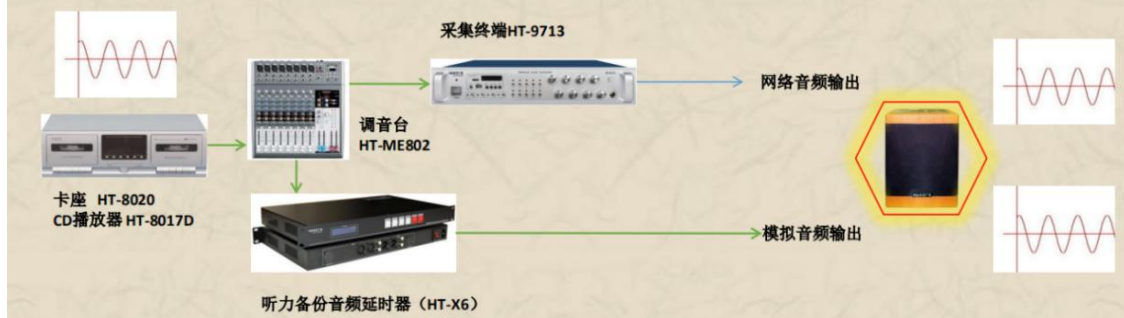 采集终端HT-9713
网络音频输出
调音台
HT-ME802
卡座 HT-8020
CD播放器 HT-8017D
模拟音频输出
听力备份音频延时器（HT-X6）